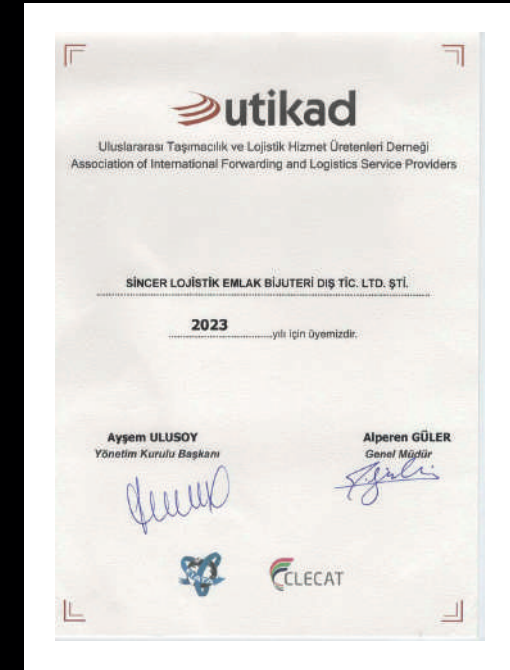 utikad
Uluslararası Taşımacılık ve Lojistik Hizmet Üretenleri Derneği
Association of International Forwarding and Logistics Service Providers
SİNCER LOJİSTİK EMLAK BİJUTERİ DIŞ TİC. LTD. ŞTİ.
2023 yılı için üyemizdir.
Ayşem ULUSOY Alperen GÜLER
Yönetim Kurulu Başkanı Genel Müdür
CLECAT